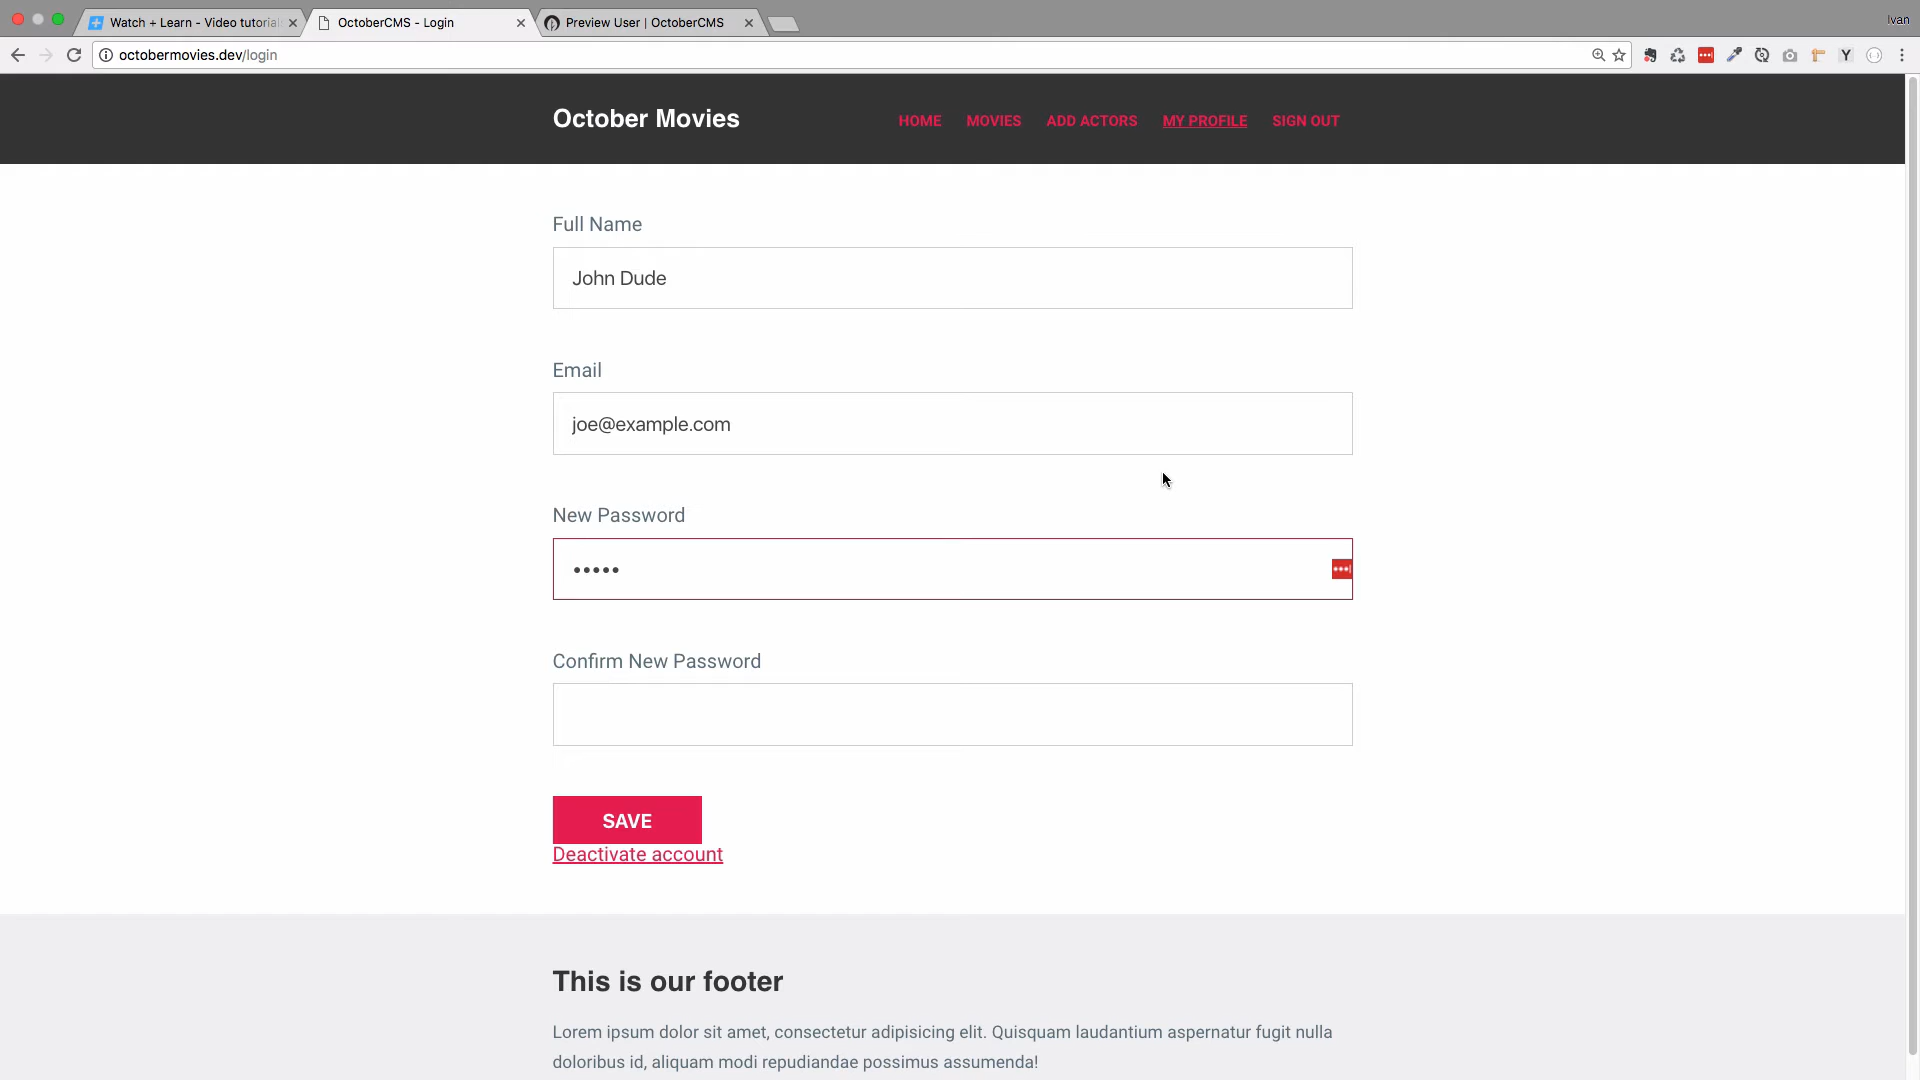 Watch + Learn - Video tutorial
OctoberCMS - Login
Preview User | OctoberCMS
Ivan
octobermovies.dev/login
October Movies
HOME
MOVIES
ADD ACTORS
MY PROFILE
SIGN OUT
Full Name
John Dude
Email
joe@example.com
New Password
•••••
Confirm New Password
SAVE
Deactivate account
This is our footer
Lorem ipsum dolor sit amet, consectetur adipisicing elit. Quisquam laudantium aspernatur fugit nulla
doloribus id, aliquam modi repudiandae possimus assumenda!